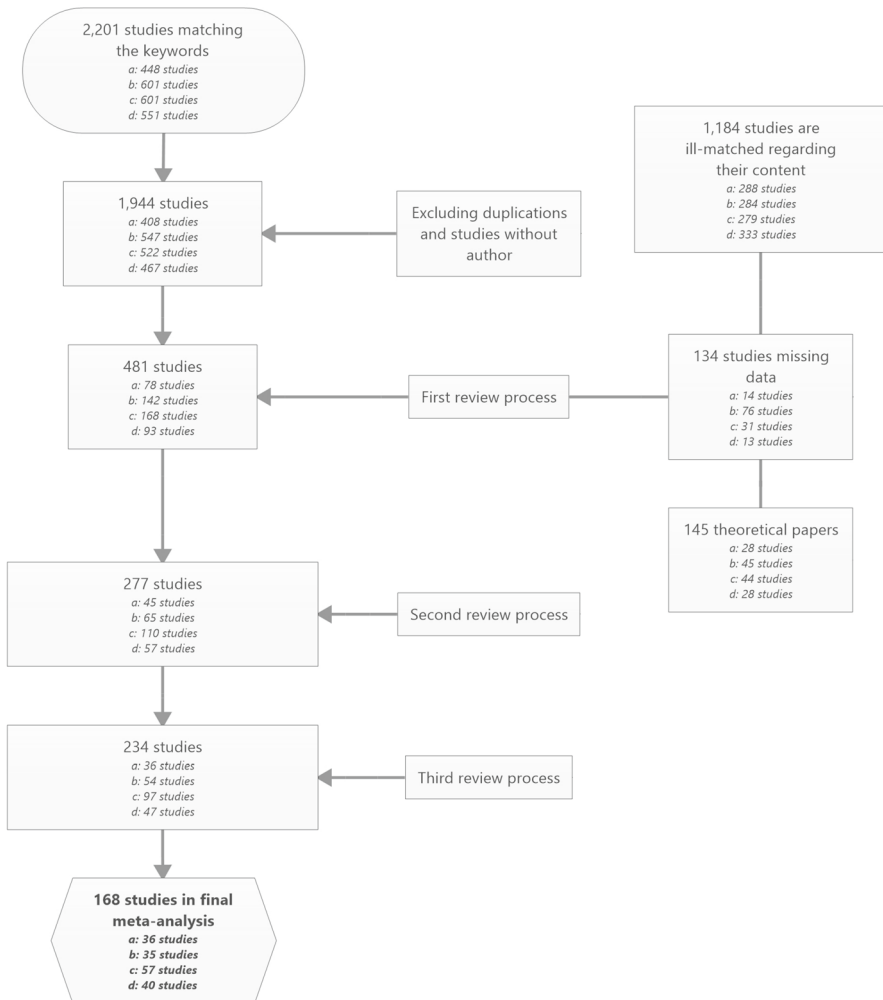 2,201 studies matching
the keywords
a: 448 studies
b: 601 studies
c: 601 studies
d: 551 studies
1,184 studies are
ill-matched regarding
their content
a: 288 studies
b: 284 studies
c: 279 studies
d: 333 studies
1,944 studies
a: 408 studies
b: 547 studies
c: 522 studies
d: 467 studies
Excluding duplications
and studies without
author
481 studies
a: 78 studies
b: 142 studies
c: 168 studies
d: 93 studies
First review process
134 studies missing
data
a: 14 studies
b: 76 studies
c: 31 studies
d: 13 studies
145 theoretical papers
a: 28 studies
b: 45 studies
c: 44 studies
d: 28 studies
277 studies
a: 45 studies
b: 65 studies
c: 110 studies
d: 57 studies
Second review process
234 studies
a: 36 studies
b: 54 studies
c: 97 studies
d: 47 studies
Third review process
168 studies in final
meta-analysis
a: 36 studies
b: 35 studies
c: 57 studies
d: 40 studies